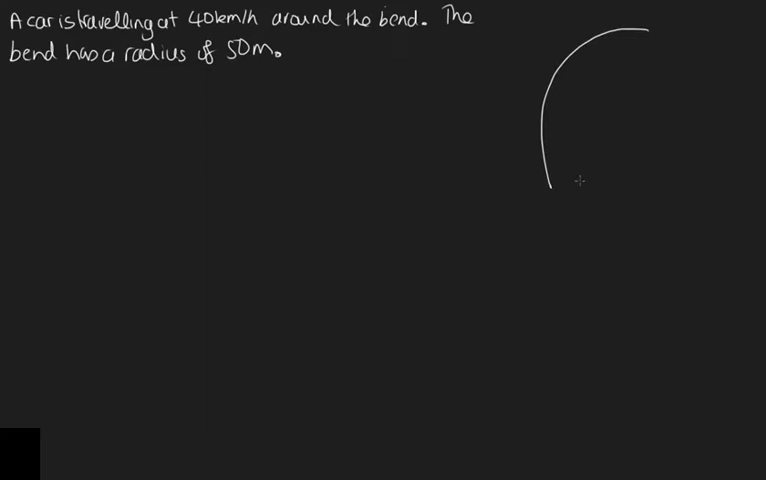 A car is travelling at 40km/h around the bend. The
bend has a radius of 50m.